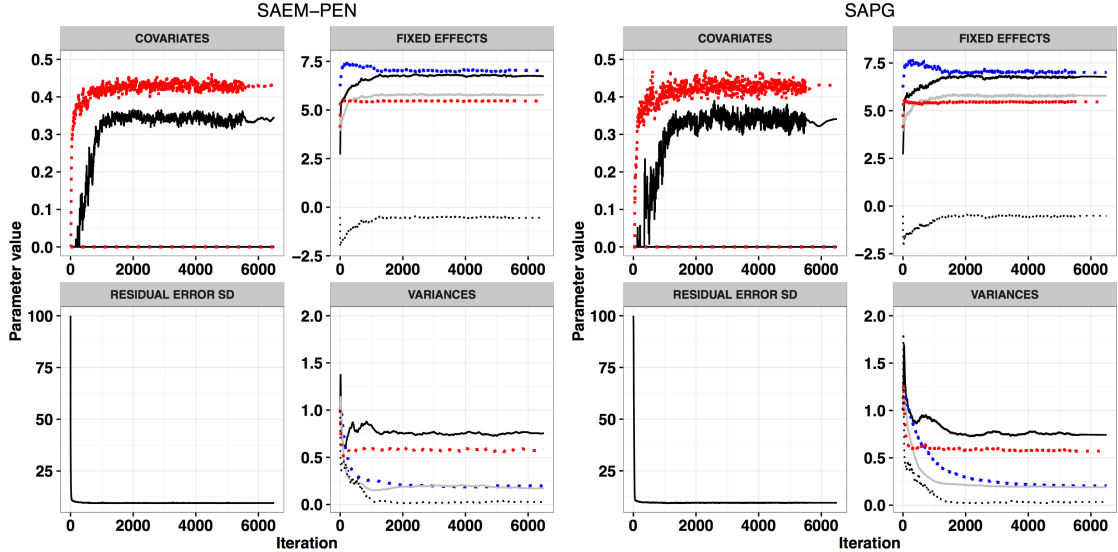 SAEM−PEN
COVARIATES
FIXED EFFECTS
0.5
0.4
0.3
0.2
0.1
0.0
7.5
5.0
2.5
0.0
−2.5
0 2000 4000 6000
0 2000 4000 6000
RESIDUAL ERROR SD
VARIANCES
100
75
50
25
2.0
1.5
1.0
0.5
0.0
0 2000 4000 6000
0 2000 4000 6000
Parameter value
Iteration
SAPG
COVARIATES
FIXED EFFECTS
0.5
0.4
0.3
0.2
0.1
0.0
7.5
5.0
2.5
0.0
−2.5
0 2000 4000 6000
0 2000 4000 6000
RESIDUAL ERROR SD
VARIANCES
100
75
50
25
2.0
1.5
1.0
0.5
0.0
0 2000 4000 6000
0 2000 4000 6000
Parameter value
Iteration